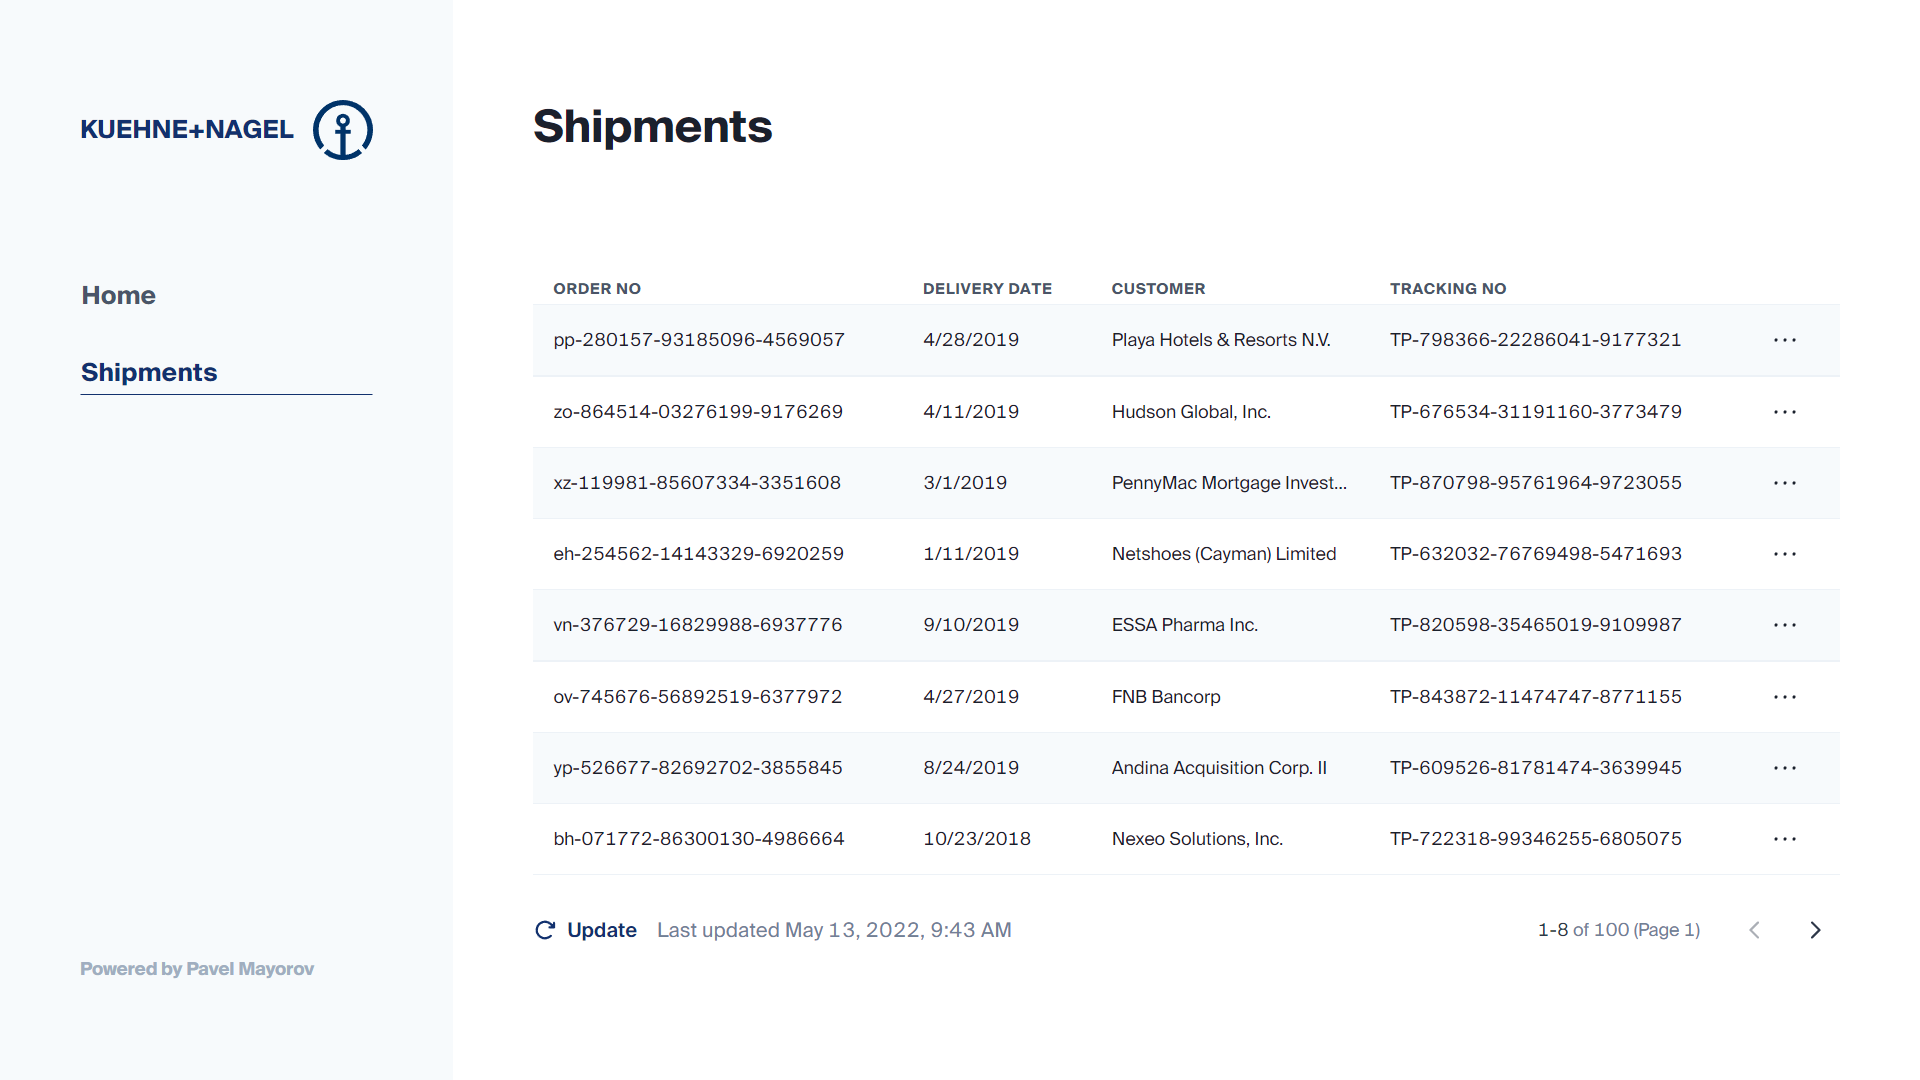 KUEHNE+NAGEL
Home
Shipments
Powered by Pavel Mayorov
Shipments
ORDER NO DELIVERY DATE CUSTOMER TRACKING NO
pp-280157-93185096-4569057 4/28/2019 Playa Hotels & Resorts N.V. TP-798366-22286041-9177321 ...
zo-864514-03276199-9176269 4/11/2019 Hudson Global, Inc. TP-676534-31191160-3773479 ...
xz-119981-85607334-3351608 3/1/2019 PennyMac Mortgage Invest... TP-870798-95761964-9723055 ...
eh-254562-14143329-6920259 1/11/2019 Netshoes (Cayman) Limited TP-632032-76769498-5471693 ...
vn-376729-16829988-6937776 9/10/2019 ESSA Pharma Inc. TP-820598-35465019-9109987 ...
ov-745676-56892519-6377972 4/27/2019 FNB Bancorp TP-843872-11474747-8771155 ...
yp-526677-82692702-3855845 8/24/2019 Andina Acquisition Corp. II TP-609526-81781474-3639945 ...
bh-071772-86300130-4986664 10/23/2018 Nexeo Solutions, Inc. TP-722318-99346255-6805075 ...
Update Last updated May 13, 2022, 9:43 AM 1-8 of 100 (Page 1)